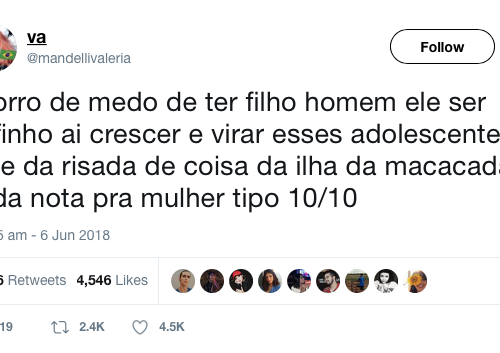 va
@mandellivaleria
Follow
orro de medo de ter filho homem ele ser
finho ai crescer e virar esses adolescente
e da risada de coisa da ilha da macacada
da nota pra mulher tipo 10/10
5 am - 6 Jun 2018
6 Retweets 4,546 Likes
19 2.4K 4.5K